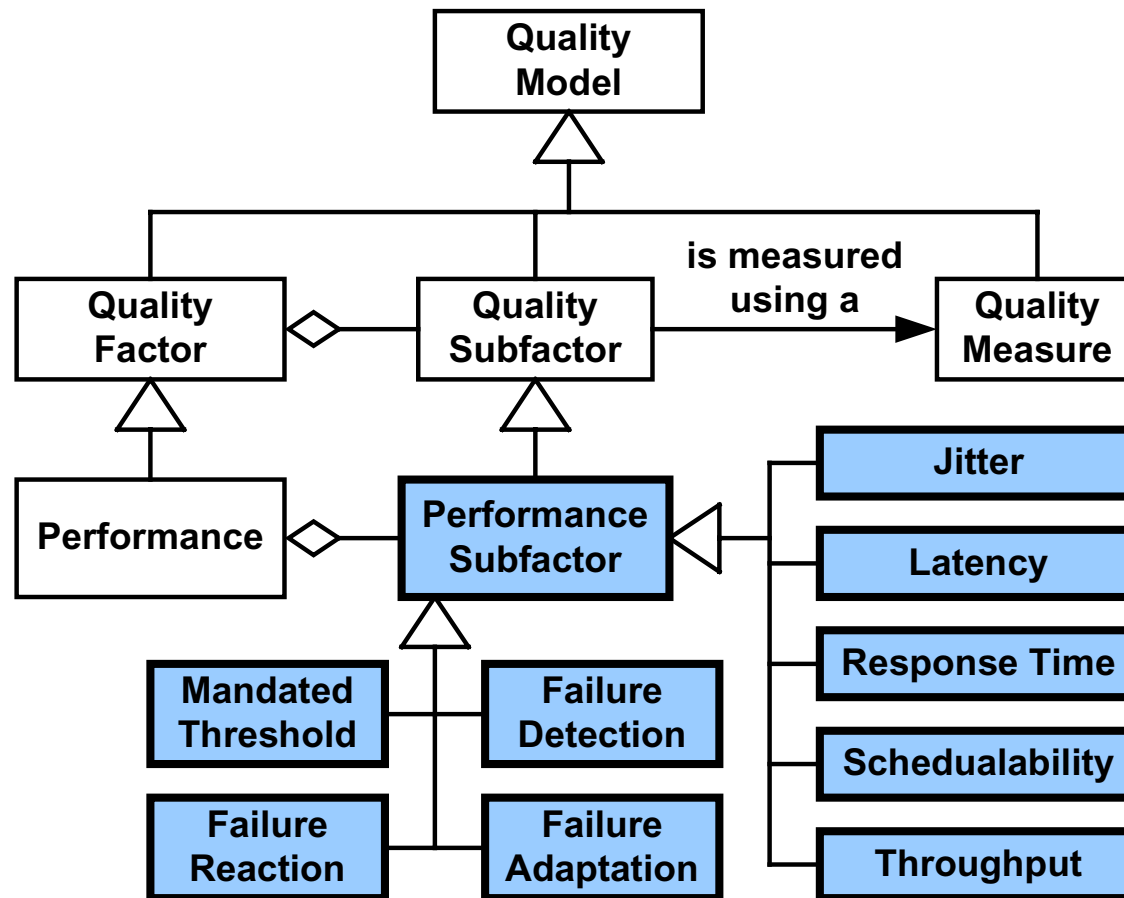 Quality
Model
is measured
using a
Quality
Factor
Quality
Subfactor
Quality
Measure
Performance
Performance
Subfactor
Jitter
Latency
Response Time
Schedualability
Throughput
Mandated
Threshold
Failure
Detection
Failure
Reaction
Failure
Adaptation